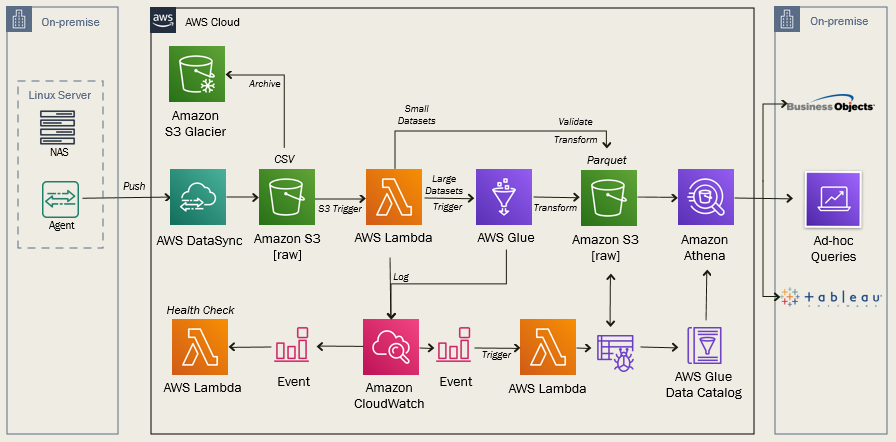 On-premise
aws
AWS Cloud
On-premise
Linux Server
NAS
Agent
Push
Amazon
S3 Glacier
Archive
CSV
AWS DataSync
Amazon S3
[raw]
S3 Trigger
Small
Datasets
AWS Lambda
Large
Datasets
Trigger
AWS Glue
Validate
Transform
Transform
Parquet
Amazon S3
[raw]
Amazon
Athena
BusinessObjects
Ad-hoc
Queries
+ableau
Log
Health Check
AWS Lambda
Event
Amazon
CloudWatch
Event
Trigger
AWS Lambda
AWS Glue
Data Catalog